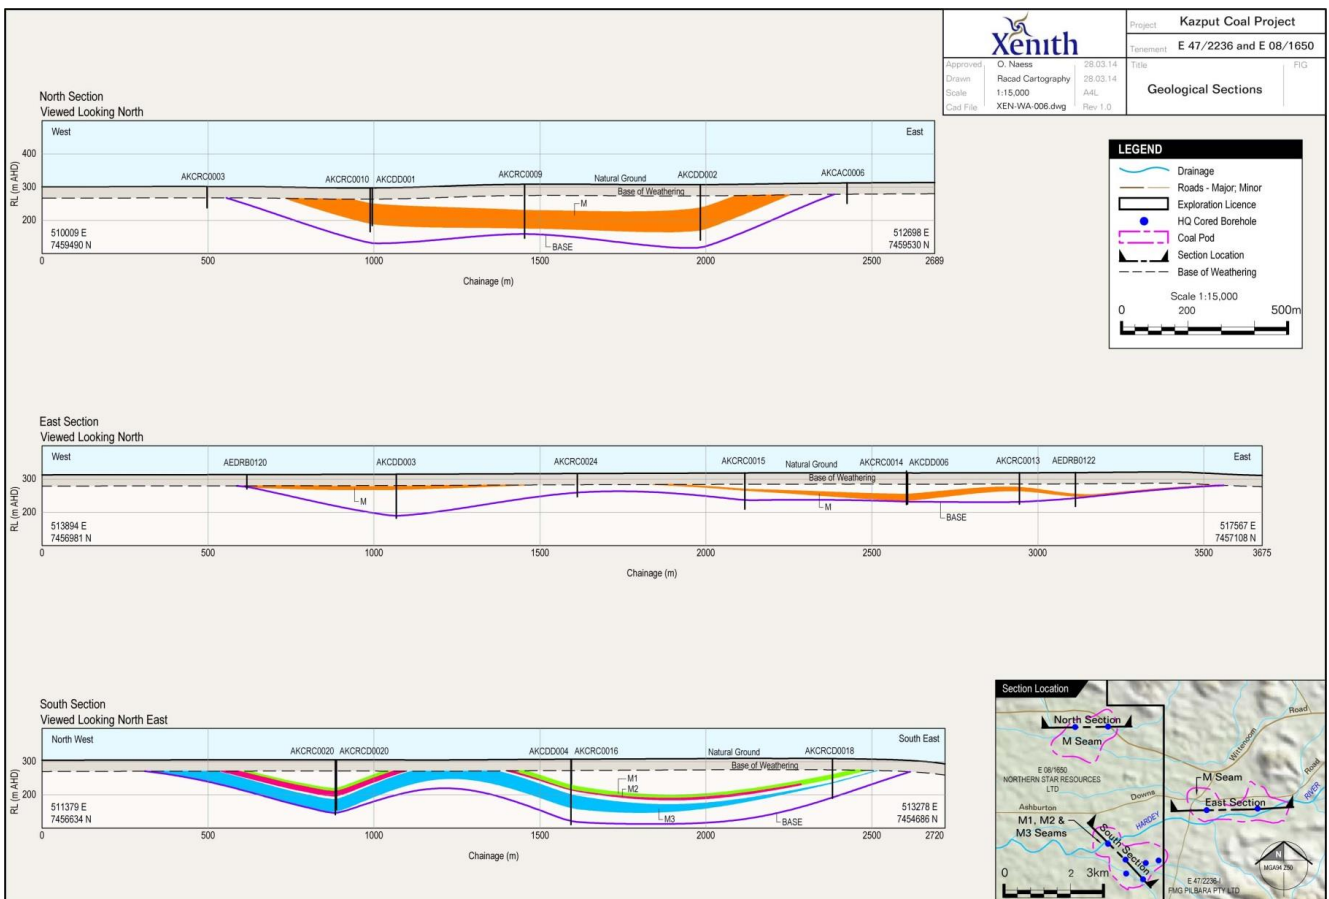 Xenith
Project Kazput Coal Project
Tenement E 47/2236 and E 08/1650
Approved O. Naess 28.03.14
Drawn Racad Cartography 28.03.14
Scale 1:15,000 A4L
Cad File XEN-WA-006.dwg Rev 1.0
Title FIG
Geological Sections
North Section
Viewed Looking North
West East
400
300
200
RL (m AHD)
AKCRC0003 AKCRC0010 AKCDD001 AKCRC0009 AKCDD002 AKCAC0006
Natural Ground
Base of Weathering
M
BASE
510009 E
7459490 N
512698 E
7459530 N
0 500 1000 1500 2000 2500 2689
Chainage (m)
LEGEND
Drainage
Roads - Major; Minor
Exploration Licence
HQ Cored Borehole
Coal Pod
Section Location
Base of Weathering
Scale 1:15,000
0 200 500m
East Section
Viewed Looking North
West East
300
200
RL (m AHD)
AEDRB0120 AKCDD003 AKCRC0024 AKCRC0015 AKCRC0014 AKCDD006 AKCRC0013 AEDRB0122
Natural Ground
Base of Weathering
M
M
BASE
513894 E
7456981 N
517567 E
7457108 N
0 500 1000 1500 2000 2500 3000 3500 3675
Chainage (m)
South Section
Viewed Looking North East
North West South East
300
200
RL (m AHD)
AKCRC0020 AKCRCD0020 AKCDD004 AKCRC0016 AKCRCD0018
Natural Ground
Base of Weathering
M1
M2
M3
BASE
511379 E
7456634 N
513278 E
7454686 N
0 500 1000 1500 2000 2500 2720
Chainage (m)
Section Location
North Section
M Seam
Road
Wittenoom
Road
E 08/1650
NORTHERN STAR RESOURCES
LTD
M Seam
East Section
RIVER
Downs
Ashburton
HARDEY
M1, M2 &
M3 Seams
South Section
0 2 3km
N
MGA94 Z50
E 47/2236-I
FMG PILBARA PTY LTD